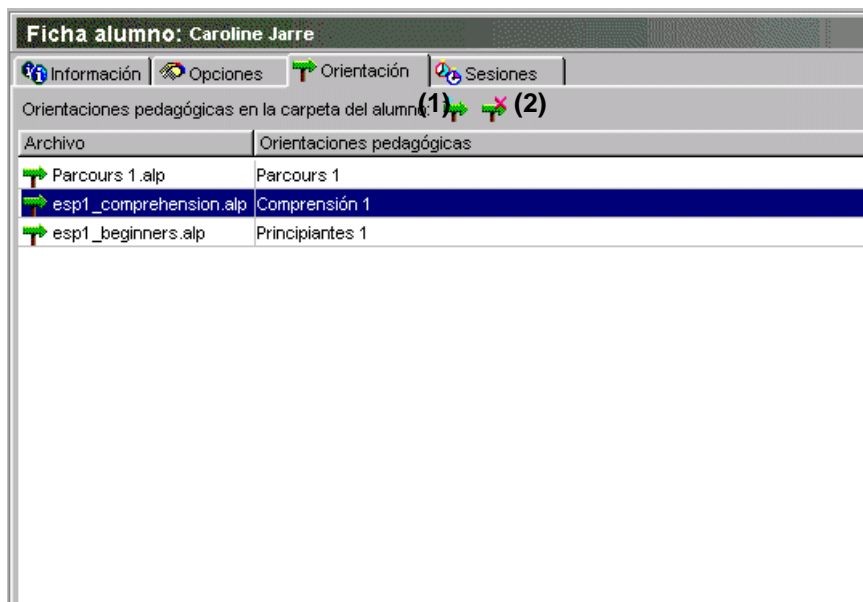 Ficha alumno: Caroline Jarre
Información Opciones Orientación Sesiones
Orientaciones pedagógicas en la carpeta del alumno: (1) (2)
Archivo Orientaciones pedagógicas
Parcours 1.alp Parcours 1
esp1_comprehension.alp Comprensión 1
esp1_beginners.alp Principiantes 1